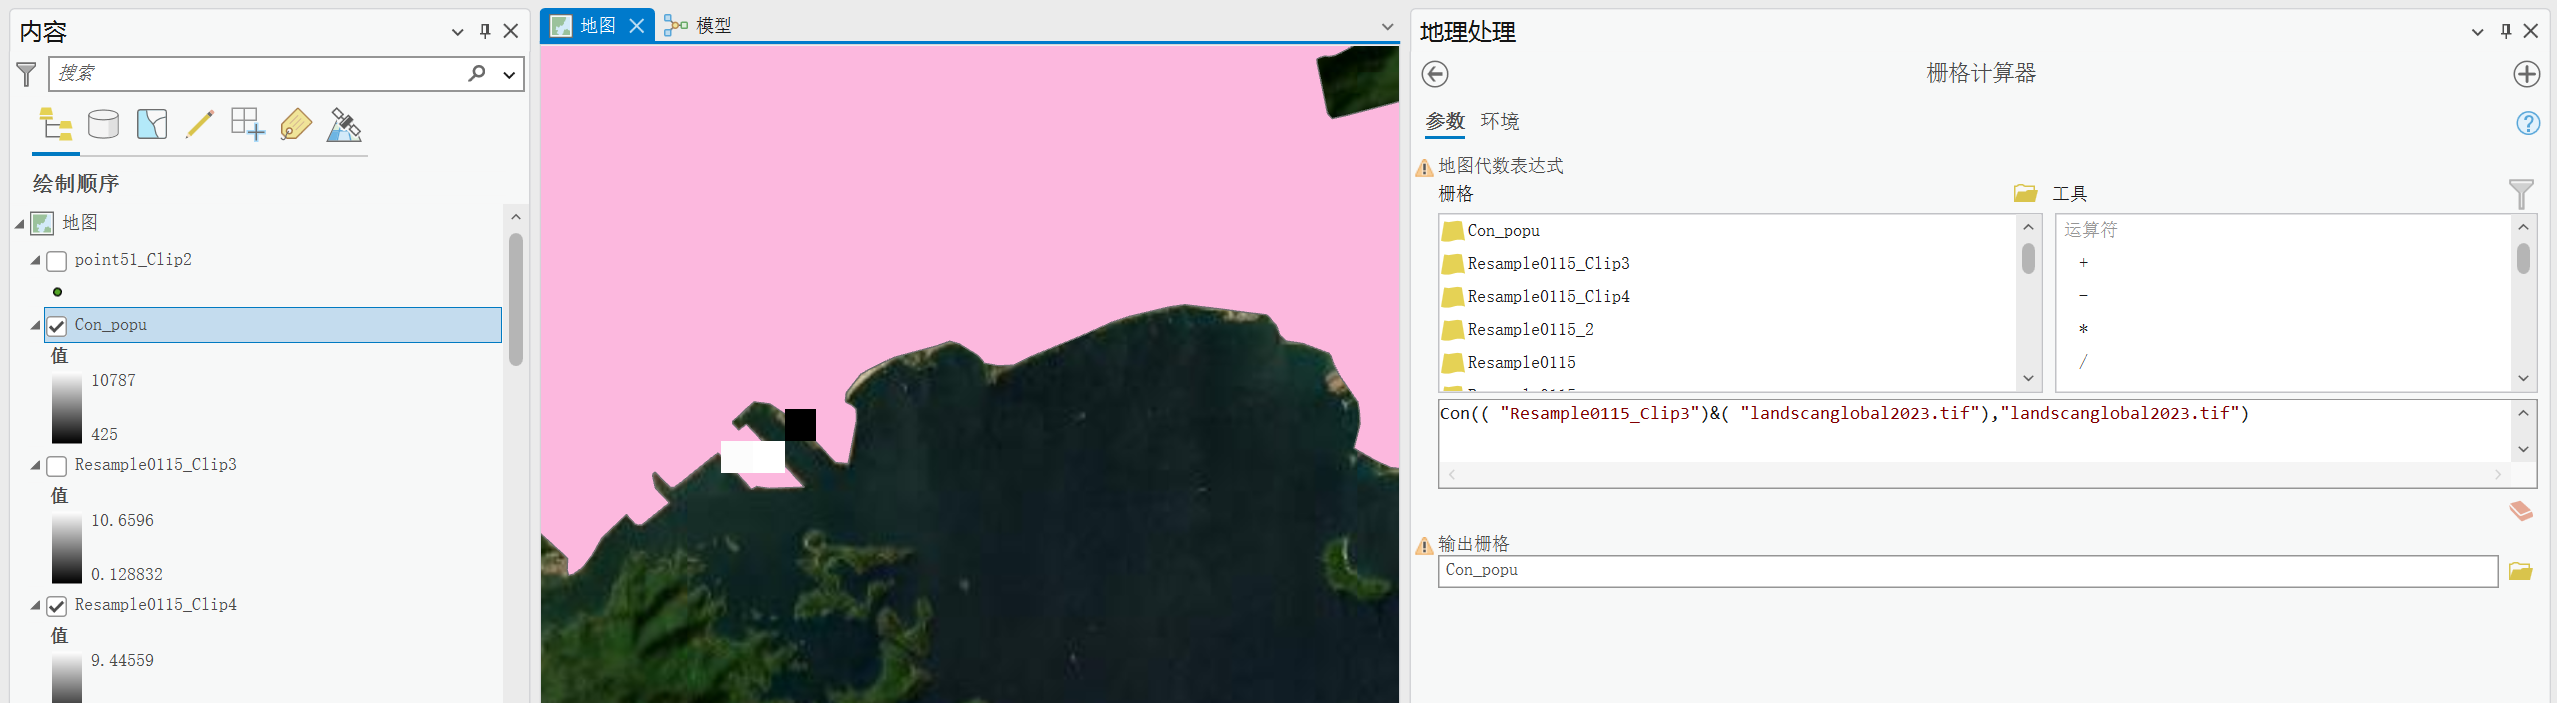 内容
搜索
绘制顺序
地图
point51_Clip2
Con_popu
值
10787
425
Resample0115_Clip3
值
10.6596
0.128832
Resample0115_Clip4
值
9.44559
地图
模型
地理处理
栅格计算器
参数 环境
地图代数表达式
栅格
Con_popu
Resample0115_Clip3
Resample0115_Clip4
Resample0115_2
Resample0115
工具
运算符
+
-
*
/
Con(( "Resample0115_Clip3")&( "landscanglobal2023.tif"),"landscanglobal2023.tif")
输出栅格
Con_popu